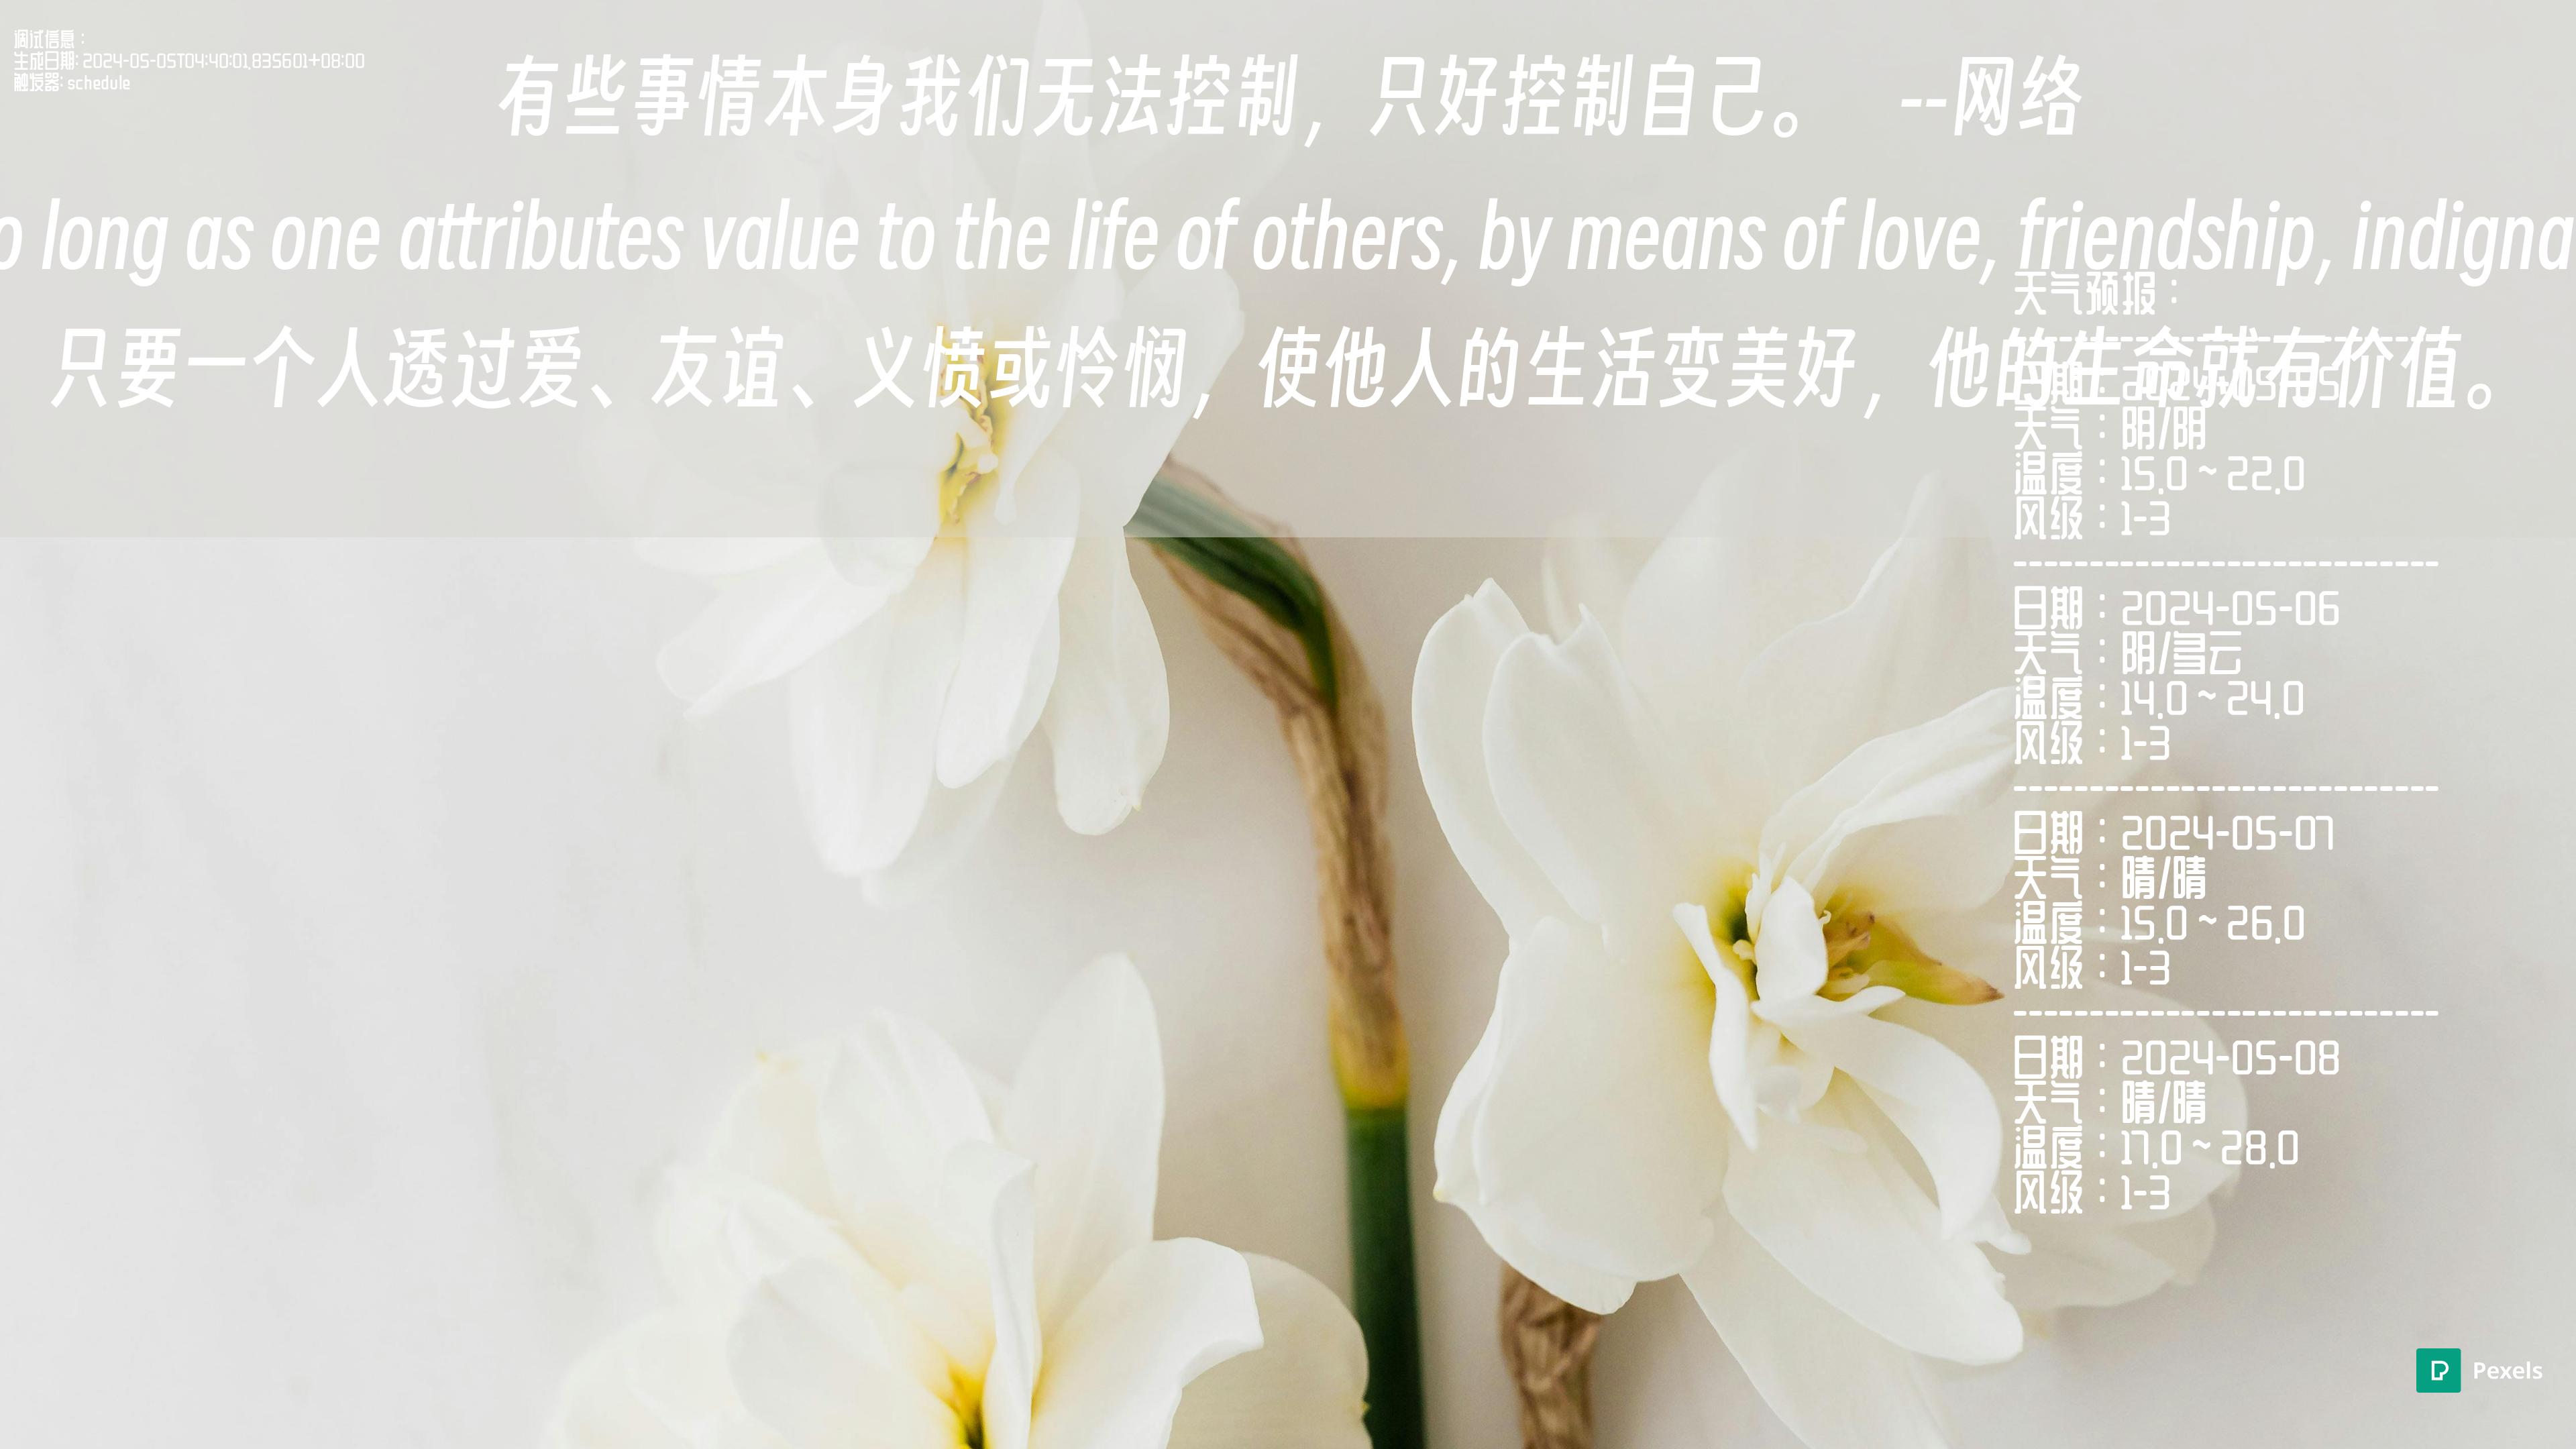 调试信息：
生成日期: 2024-05-05T04:40:01.835601+08:00
触发器: schedule
有些事情本身我们无法控制，只好控制自己。 --网络
long as one attributes value to the life of others, by means of love, friendship,
只要一个人透过爱、友谊、义愤或怜悯，使他人的生活变美好，他的生命就有价值。
天气预报：
------------------------------
日期：2024-05-05
天气：阴/阴
温度：15.0 ~ 22.0
风级：1-3
------------------------------
日期：2024-05-06
天气：阴/多云
温度：14.0 ~ 24.0
风级：1-3
------------------------------
日期：2024-05-07
天气：晴/晴
温度：15.0 ~ 26.0
风级：1-3
------------------------------
日期：2024-05-08
天气：晴/晴
温度：17.0 ~ 28.0
风级：1-3
Pexels